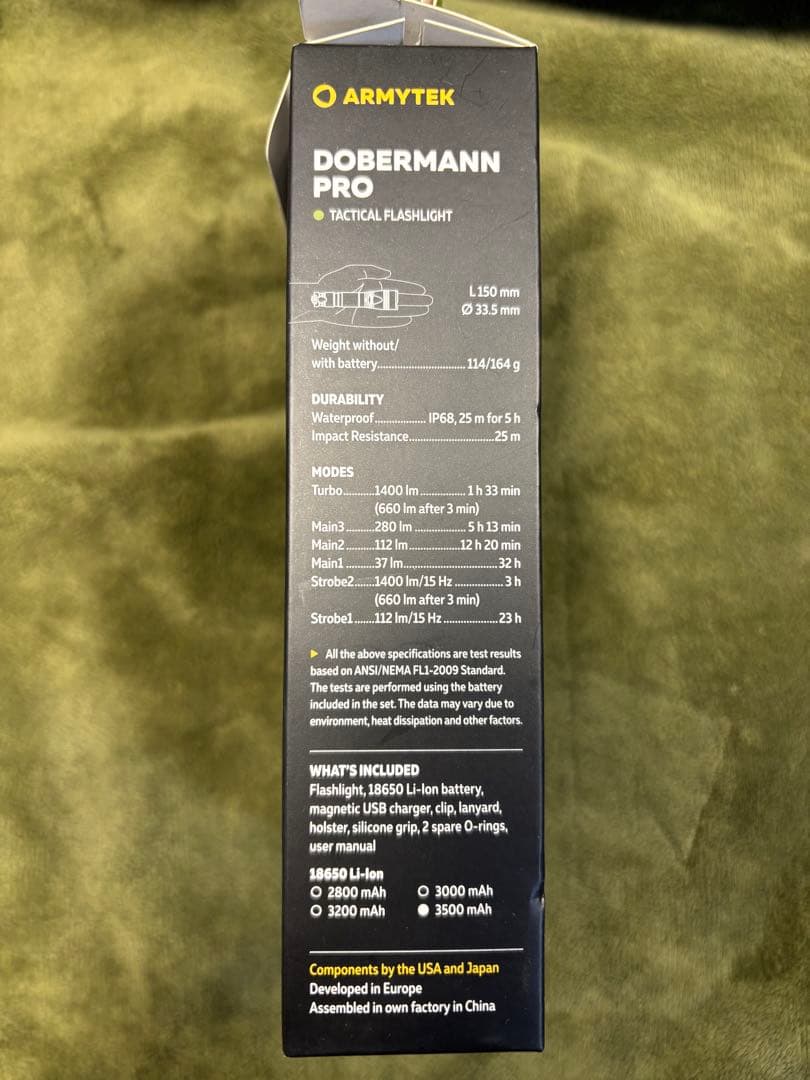 ARMYTEK
DOBERMANN
PRO
TACTICAL FLASHLIGHT
L 150 mm
Ø 33.5 mm
Weight without/
with battery............................ 114/164 g
DURABILITY
Waterproof................. IP68, 25 m for 5 h
Impact Resistance...........................25 m
MODES
Turbo..........1400 lm...............1 h 33 min
(660 lm after 3 min)
Main3.........280 lm .................5 h 13 min
Main2.........112 lm.................12 h 20 min
Main1 .........37 lm...............................32 h
Strobe2......1400 lm/15 Hz ................3 h
(660 lm after 3 min)
Strobe1 ......112 lm/15 Hz..................23 h
All the above specifications are test results
based on ANSI/NEMA FL1-2009 Standard.
The tests are performed using the battery
included in the set. The data may vary due to
environment, heat dissipation and other factors.
WHAT'S INCLUDED
Flashlight, 18650 Li-Ion battery,
magnetic USB charger, clip, lanyard,
holster, silicone grip, 2 spare O-rings,
user manual
18650 Li-Ion
2800 mAh 3000 mAh
3200 mAh 3500 mAh
Components by the USA and Japan
Developed in Europe
Assembled in own factory in China